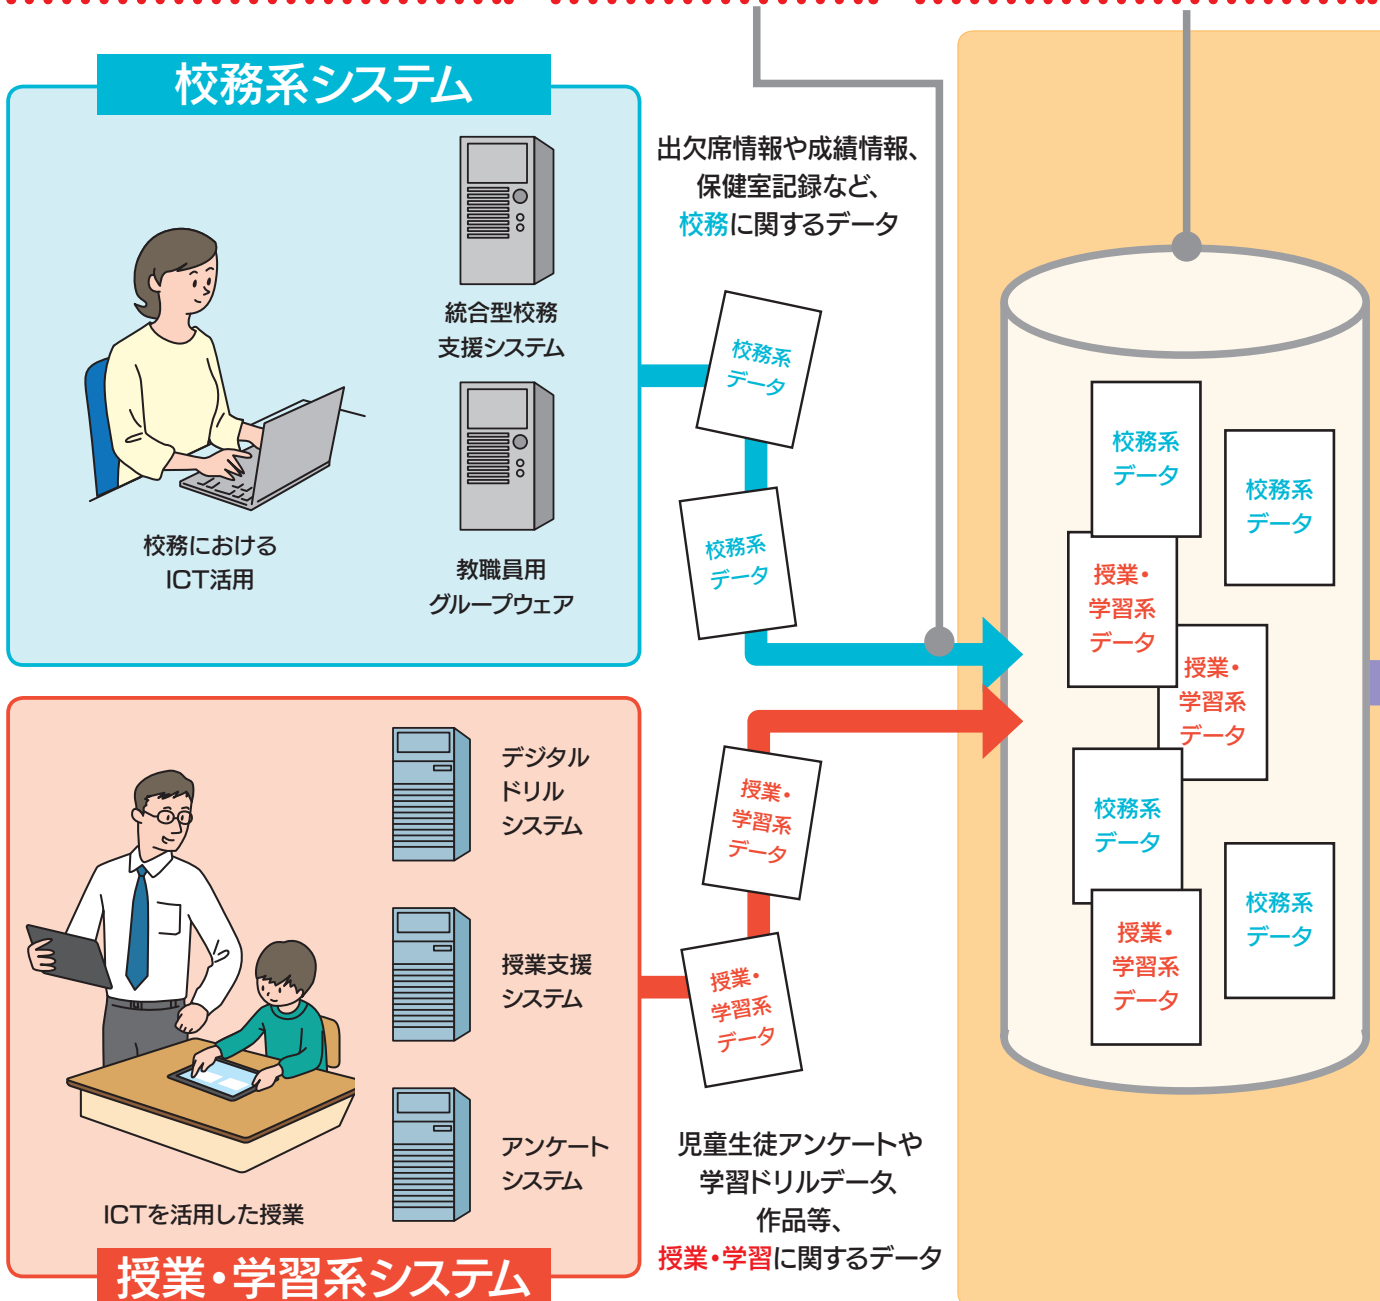 校務系システム
統合型校務
支援システム
教職員用
グループウェア
校務における
ICT活用
出欠席情報や成績情報、
保健室記録など、
校務に関するデータ
校務系
データ
校務系
データ
授業・学習系システム
デジタル
ドリル
システム
授業支援
システム
アンケート
システム
ICTを活用した授業
授業・
学習系
データ
授業・
学習系
データ
児童生徒アンケートや
学習ドリルデータ、
作品等、
授業・学習に関するデータ
校務系
データ
校務系
データ
授業・
学習系
データ
授業・
学習系
データ
校務系
データ
校務系
データ
授業・
学習系
データ